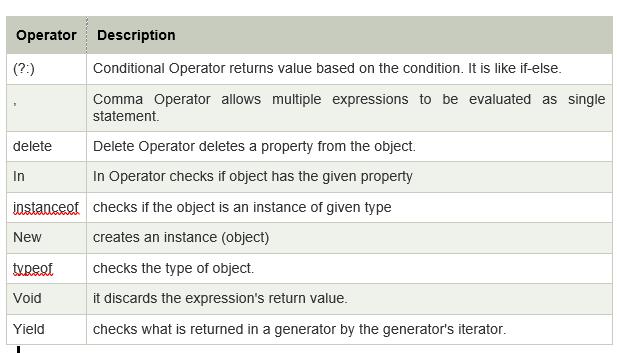 Operator Description
(?:) Conditional Operator returns value based on the condition. It is like if-else.
, Comma Operator allows multiple expressions to be evaluated as single
statement.
delete Delete Operator deletes a property from the object.
In In Operator checks if object has the given property
instanceof checks if the object is an instance of given type
New creates an instance (object)
typeof checks the type of object.
Void it discards the expression's return value.
Yield checks what is returned in a generator by the generator's iterator.